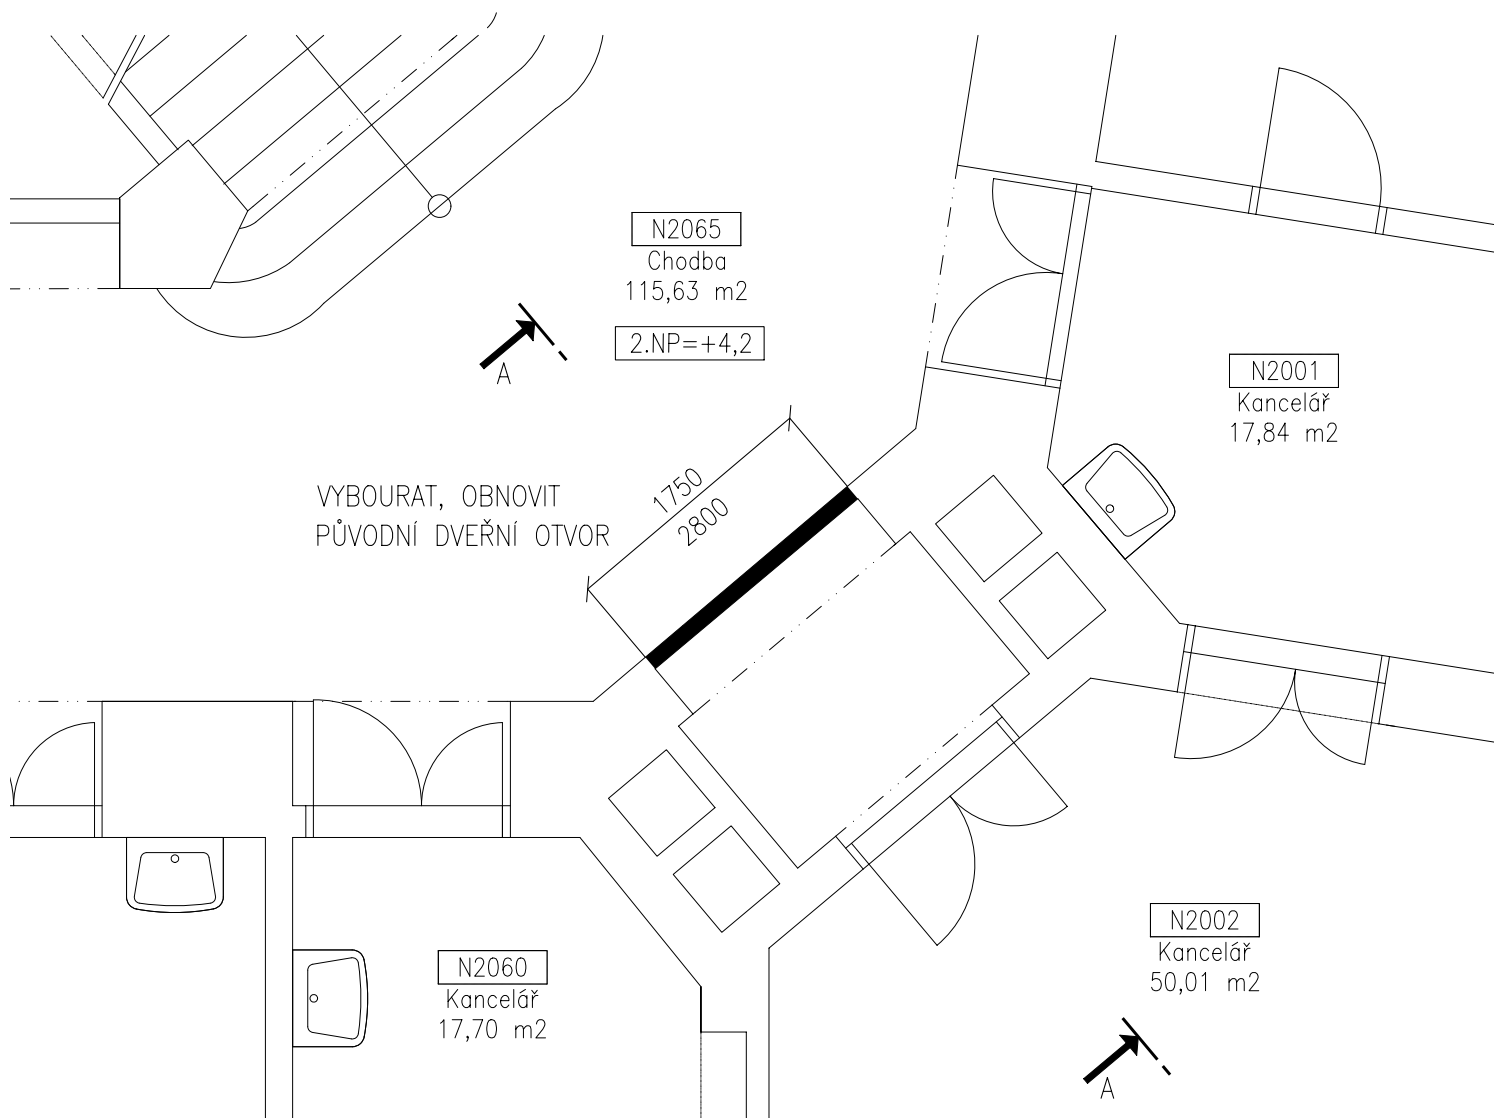 N2065
Chodba
115,63 m2
2.NP=+4,2
A
N2001
Kancelář
17,84 m2
1750
2800
VYBOURAT, OBNOVIT
PŮVODNÍ DVEŘNÍ OTVOR
N2002
Kancelář
50,01 m2
N2060
Kancelář
17,70 m2
A